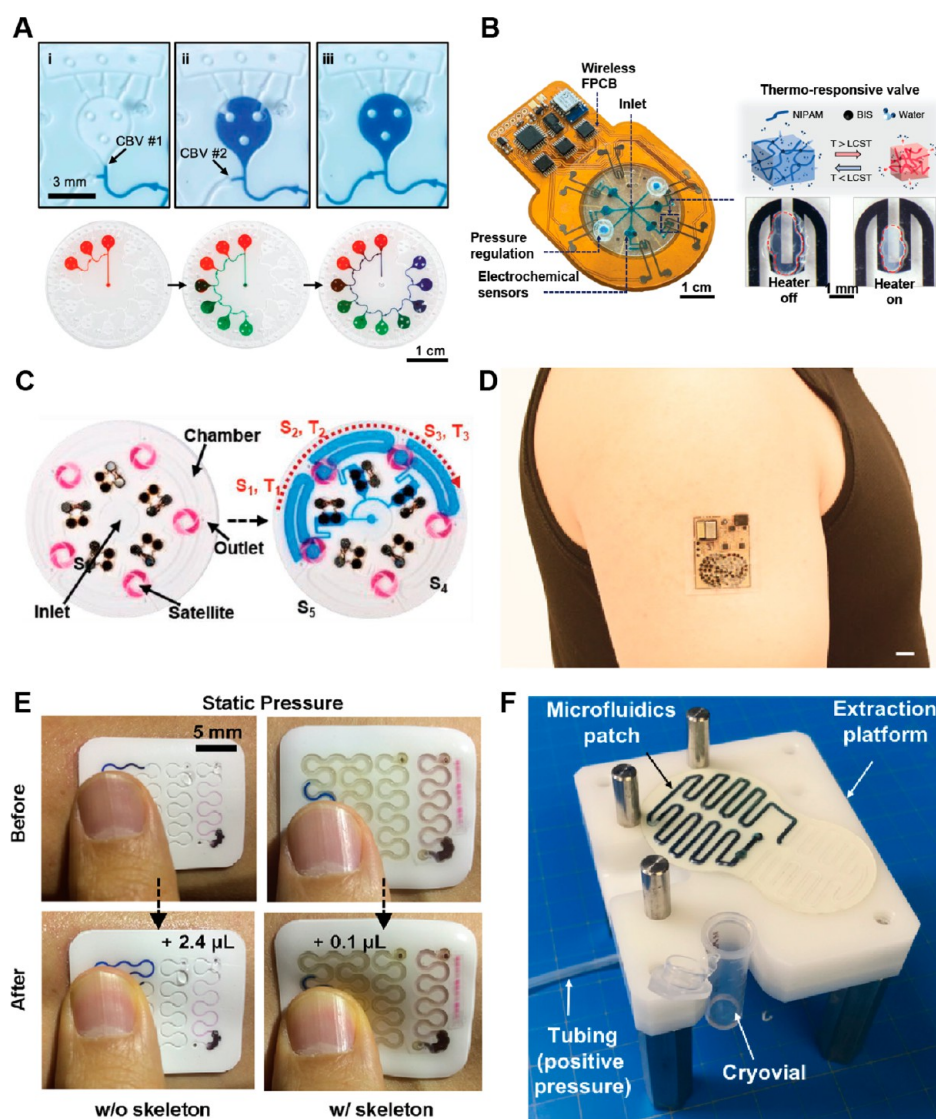 A
i
ii
iii
CBV #1
CBV #2
3 mm
1 cm
B
Wireless
FPCB
Inlet
Pressure
regulation
Electrochemical
sensors
1 cm
Thermo-responsive valve
NIPAM
BIS
Water
T > LCST
T < LCST
Heater
off
1 mm
Heater
on
C
Chamber
Outlet
Inlet
Satellite
S1, T1
S2, T2
S3, T3
S4
S5
D
E
Static Pressure
5 mm
Before
After
+ 2.4 µL
+ 0.1 µL
w/o skeleton
w/ skeleton
F
Microfluidics
patch
Extraction
platform
Tubing
(positive
pressure)
Cryovial